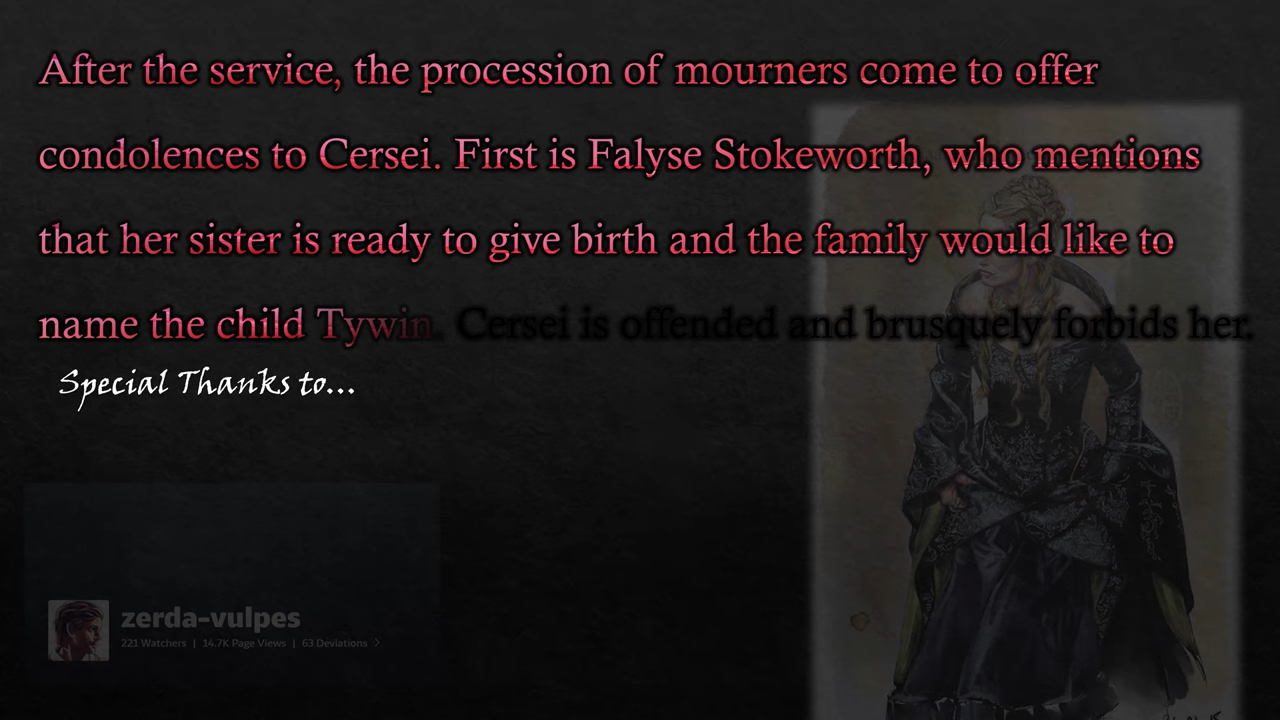 After the service, the procession of mourners come to offer
condolences to Cersei. First is Falyse Stokeworth, who mentions
that her sister is ready to give birth and the family would like to
name the child Tywin. Cersei is offended and brusquely forbids her.
Special Thanks to...
zerda-vulpes
221 Watchers | 14.7K Page Views | 63 Deviations >